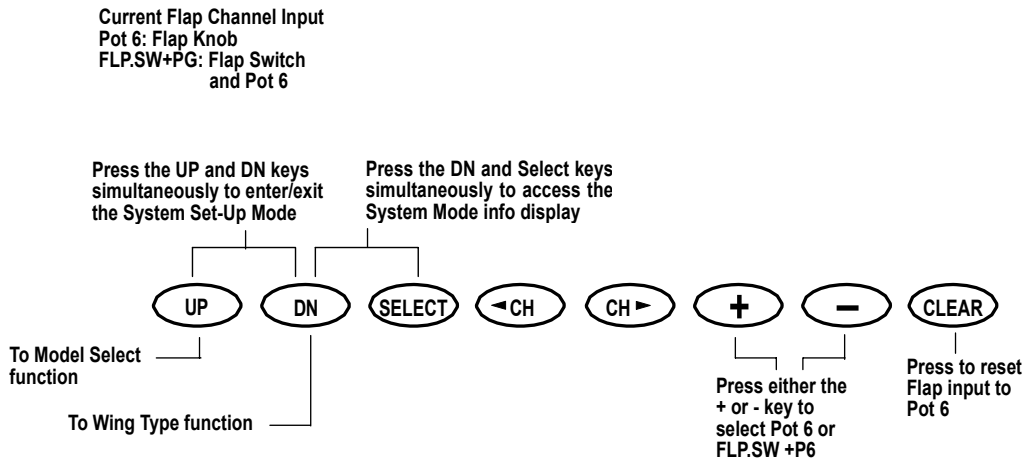 Current Flap Channel Input
Pot 6: Flap Knob
FLP.SW+PG: Flap Switch
and Pot 6
Press the UP and DN keys
simultaneously to enter/exit
the System Set-Up Mode
Press the DN and Select keys
simultaneously to access the
System Mode info display
UP
DN
SELECT
◄CH
CH►
+
−
CLEAR
To Model Select
function
To Wing Type function
Press either the
+ or - key to
select Pot 6 or
FLP.SW +P6
Press to reset
Flap input to
Pot 6